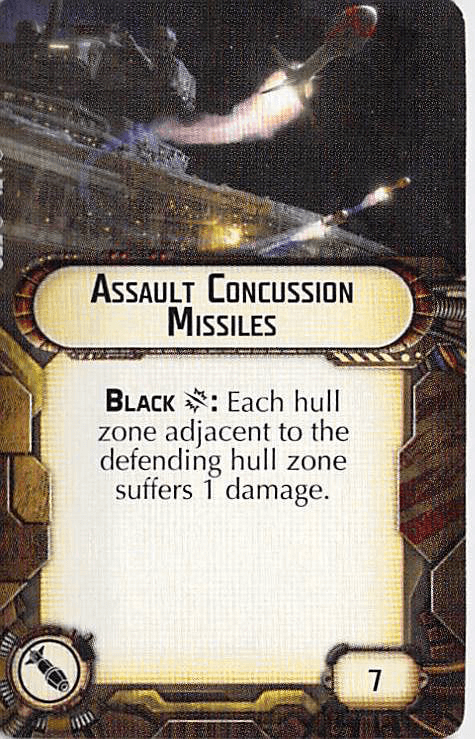 Assault Concussion
Missiles
Black : Each hull
zone adjacent to the
defending hull zone
suffers 1 damage.
7